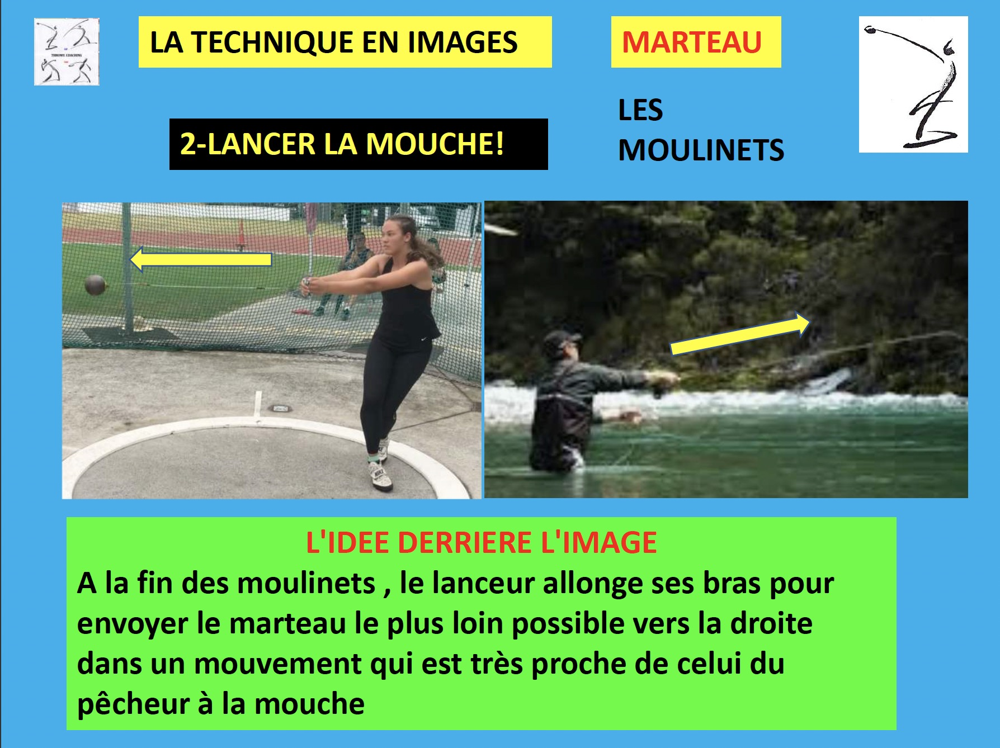 THROWS COACHING
LA TECHNIQUE EN IMAGES
MARTEAU
LES
MOULINETS
2-LANCER LA MOUCHE!
NIKE
L'IDEE DERRIERE L'IMAGE
A la fin des moulinets , le lanceur allonge ses bras pour
envoyer le marteau le plus loin possible vers la droite
dans un mouvement qui est très proche de celui du
pêcheur à la mouche